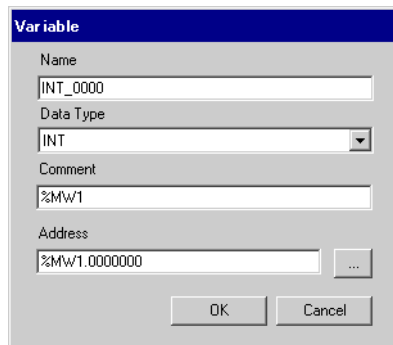 Variable
Name
INT_0000
Data Type
INT
Comment
%MW1
Address
%MW1.0000000
...
OK Cancel